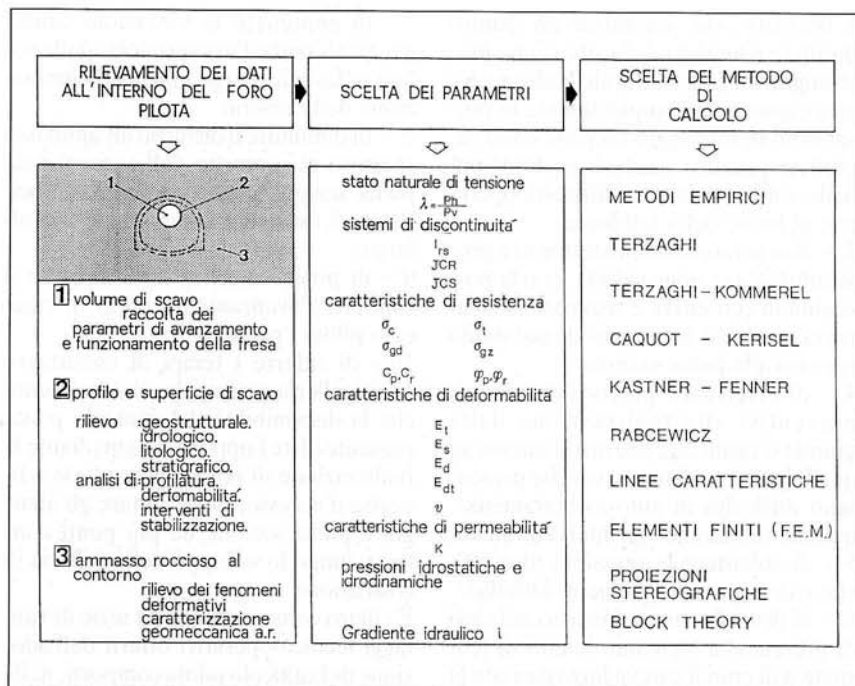 RILEVAMENTO DEI DATI
ALL'INTERNO DEL FORO
PILOTA
1 2
3
1 volume di scavo
raccolta dei
parametri di avanzamento
e funzionamento della fresa
2 profilo e superficie di scavo
rilievo :geostrutturale.
idrologico.
litologico.
stratigrafico.
analisi di:profilatura.
derfomabilitá.
interventi di
stabilizzazione.
3 ammasso roccioso al
contorno
rilievo dei fenomeni
deformativi
caratterizzazione
geomeccanica a.r.
SCELTA DEI PARAMETRI
stato naturale di tensione
λ = Ph/Pv
sistemi di discontinuitá
Irs
JCR
JCS
caratteristiche di resistenza
σc σt
σgd σgz
Cp, Cr φp, φr
caratteristiche di deformabilitá
Et
Es
Ed
Edt
υ
caratteristiche di permeabilitá
K
pressioni idrostatiche e
idrodinamiche
Gradiente idraulico i
SCELTA DEL METODO
DI
CALCOLO
METODI EMPIRICI
TERZAGHI
TERZAGHI-KOMMEREL
CAQUOT - KERISEL
KASTNER - FENNER
RABCEWICZ
LINEE CARATTERISTICHE
ELEMENTI FINITI (F.E.M.)
PROIEZIONI
STEREOGRAFICHE
BLOCK THEORY